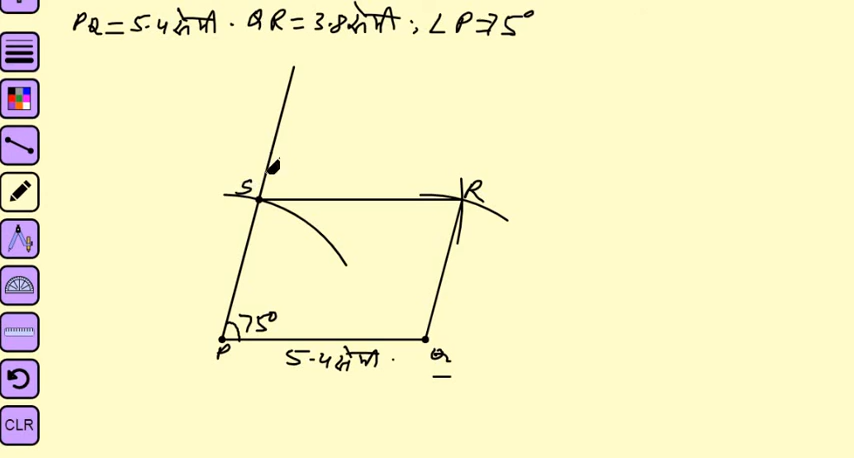 PQ = 5.4 सेमी . QR = 3.8 सेमी ; ∠P = 75°
S
R
75°
P
5.4 सेमी .
Q
CLR